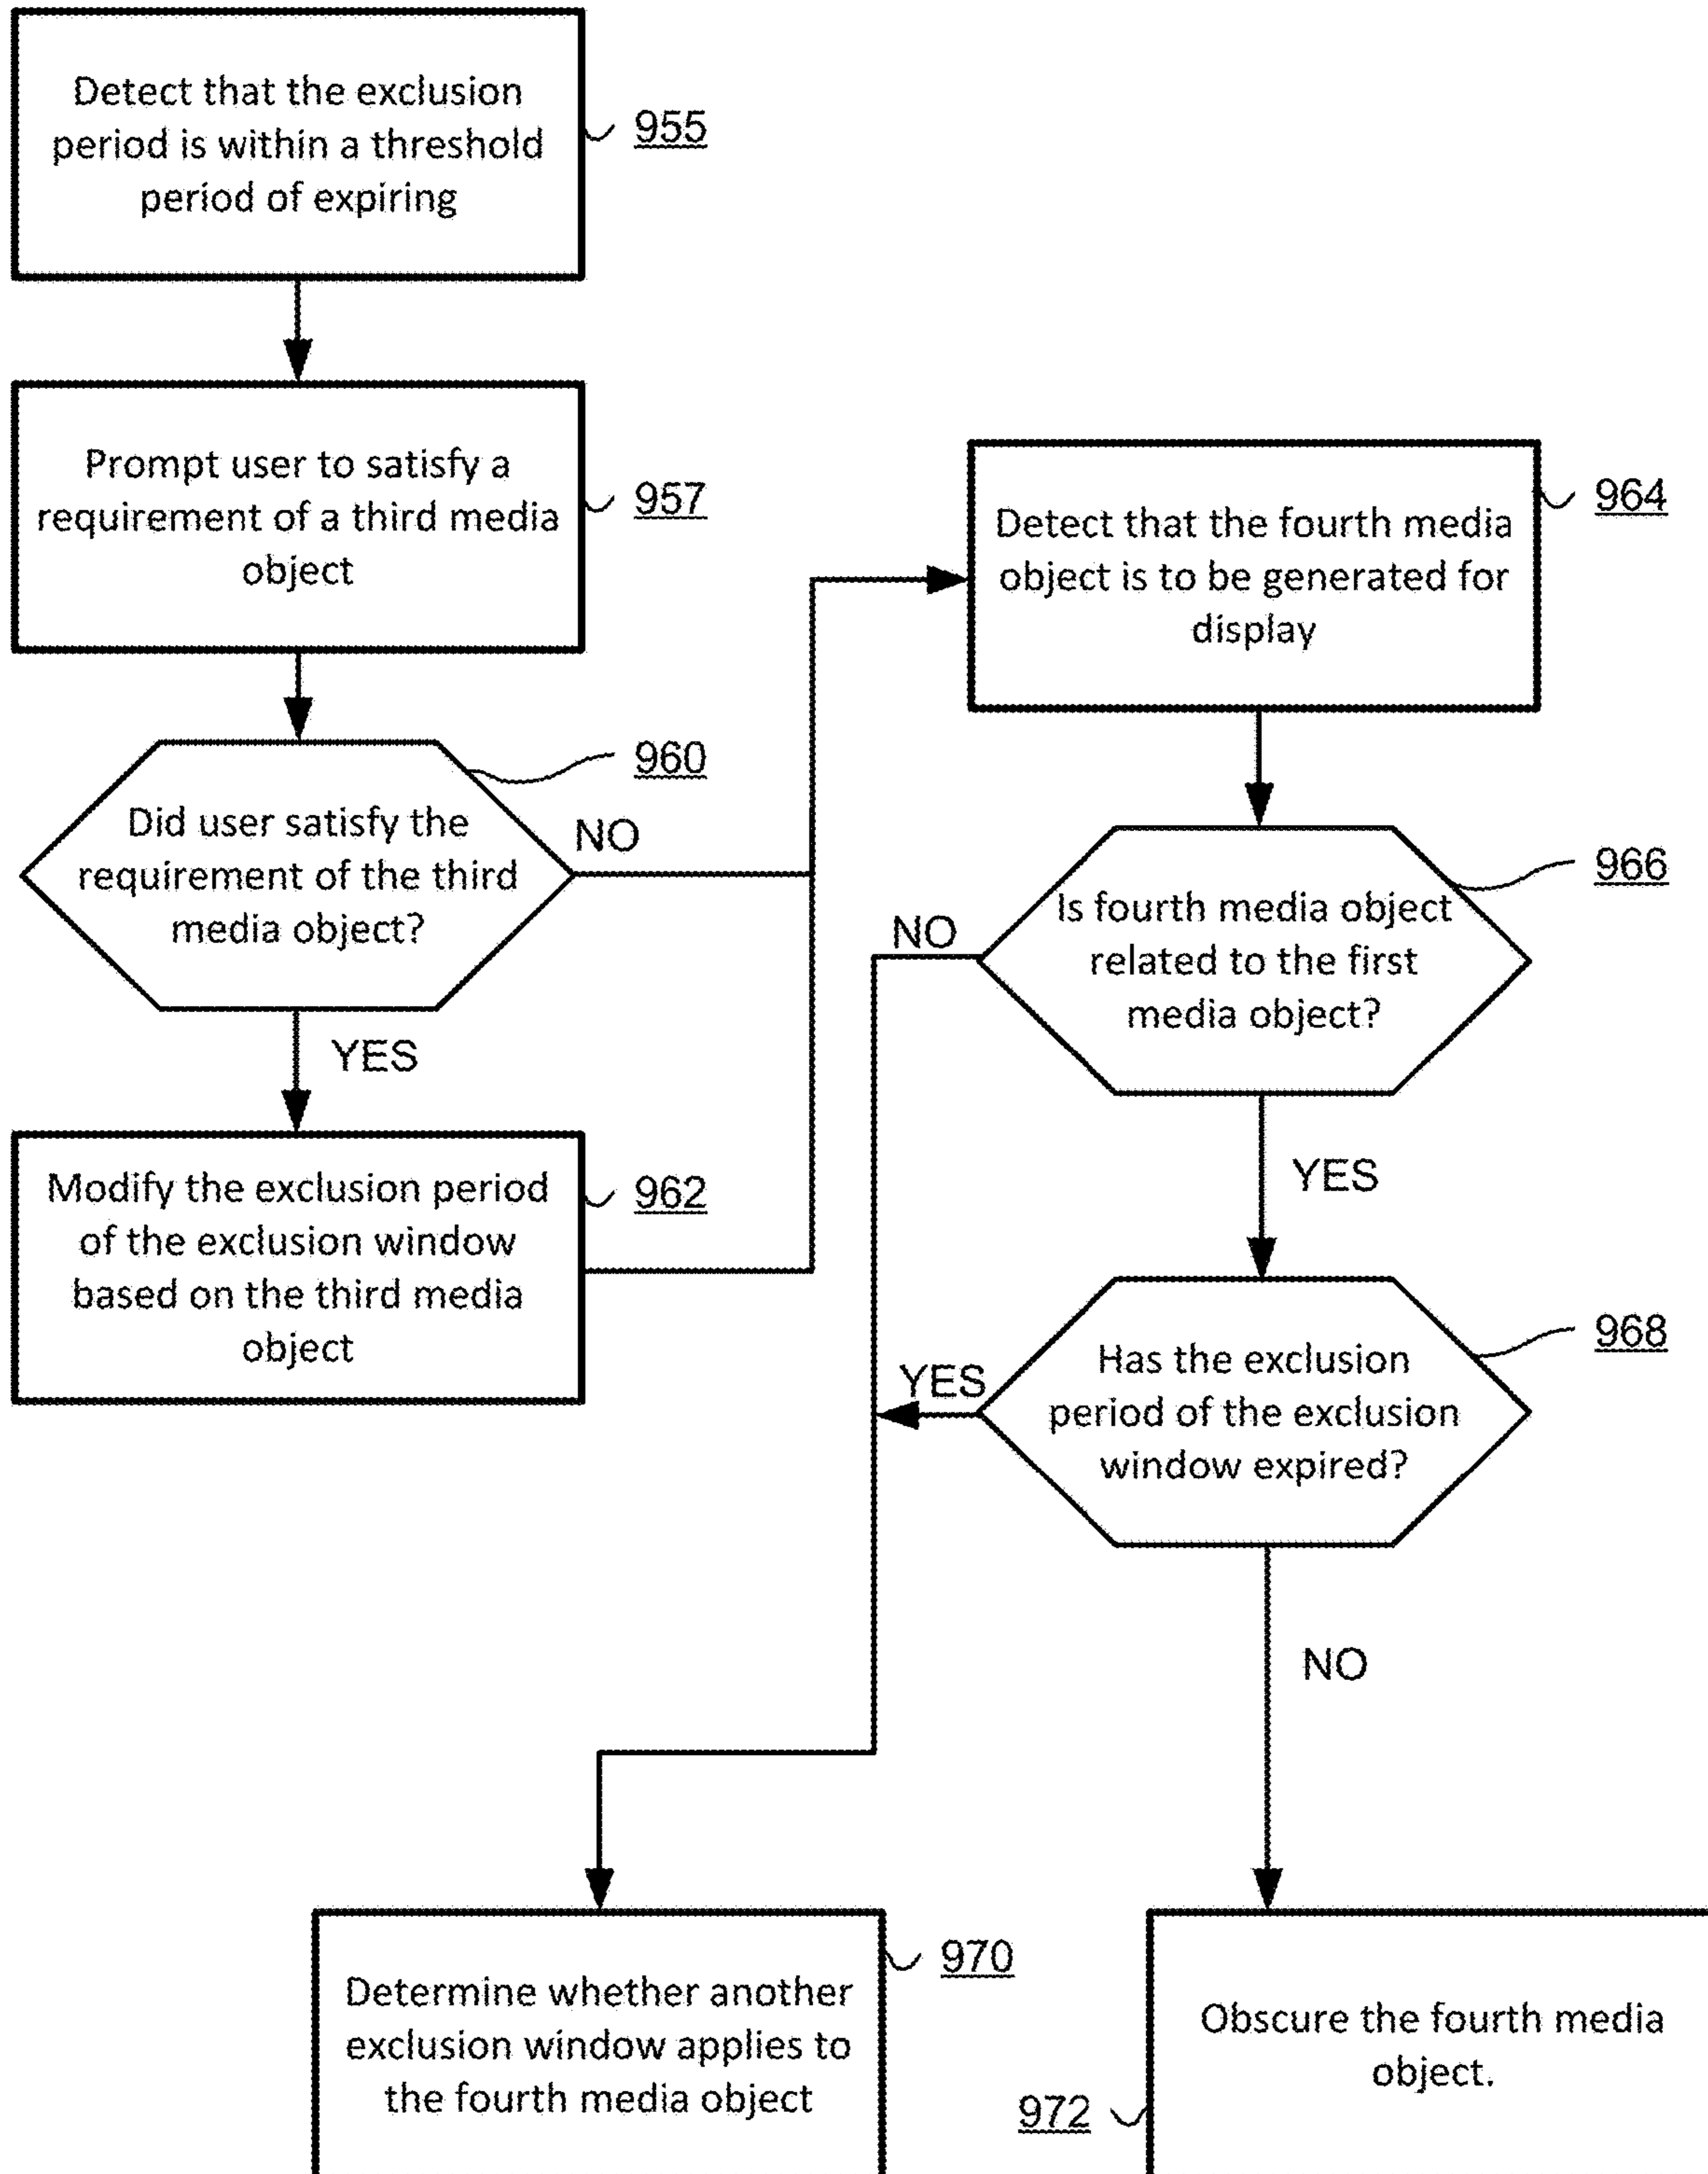 Detect that the exclusion
period is within a threshold
period of expiring
955
Prompt user to satisfy a
requirement of a third media
object
957
Did user satisfy the
requirement of the third
media object?
960
NO
YES
Modify the exclusion period
of the exclusion window
based on the third media
object
962
Detect that the fourth media
object is to be generated for
display
964
Is fourth media object
related to the first
media object?
966
NO
YES
Has the exclusion
period of the exclusion
window expired?
968
YES
NO
Determine whether another
exclusion window applies to
the fourth media object
970
Obscure the fourth media
object.
972